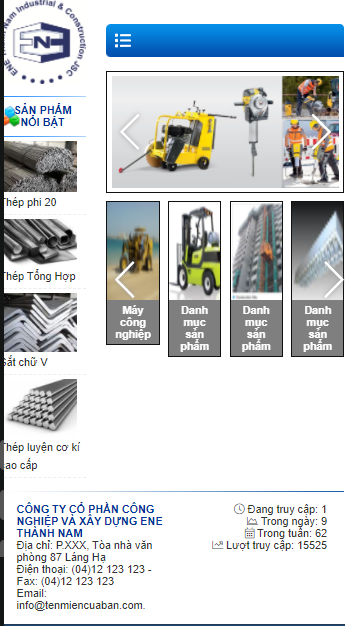 Nam Industrial & Construction JSC
ENE
SẢN PHẨM
NỔI BẬT
Thép phi 20
Thép Tổng Hợp
Sắt chữ V
Thép luyện cơ kí
cao cấp
Máy
công
nghiệp
Danh
mục
sản
phẩm
Danh
mục
sản
phẩm
Danh
mục
sản
phẩm
CÔNG TY CỔ PHẦN CÔNG
NGHIỆP VÀ XÂY DỰNG ENE
THÀNH NAM
Địa chỉ: P.XXX, Tòa nhà văn
phòng 87 Láng Hạ
Điện thoại: (04)12 123 123 -
Fax: (04)12 123 123
Email:
info@tenmiencuaban.com.
Đang truy cập: 1
Trong ngày: 9
Trong tuần: 62
Lượt truy cập: 15525